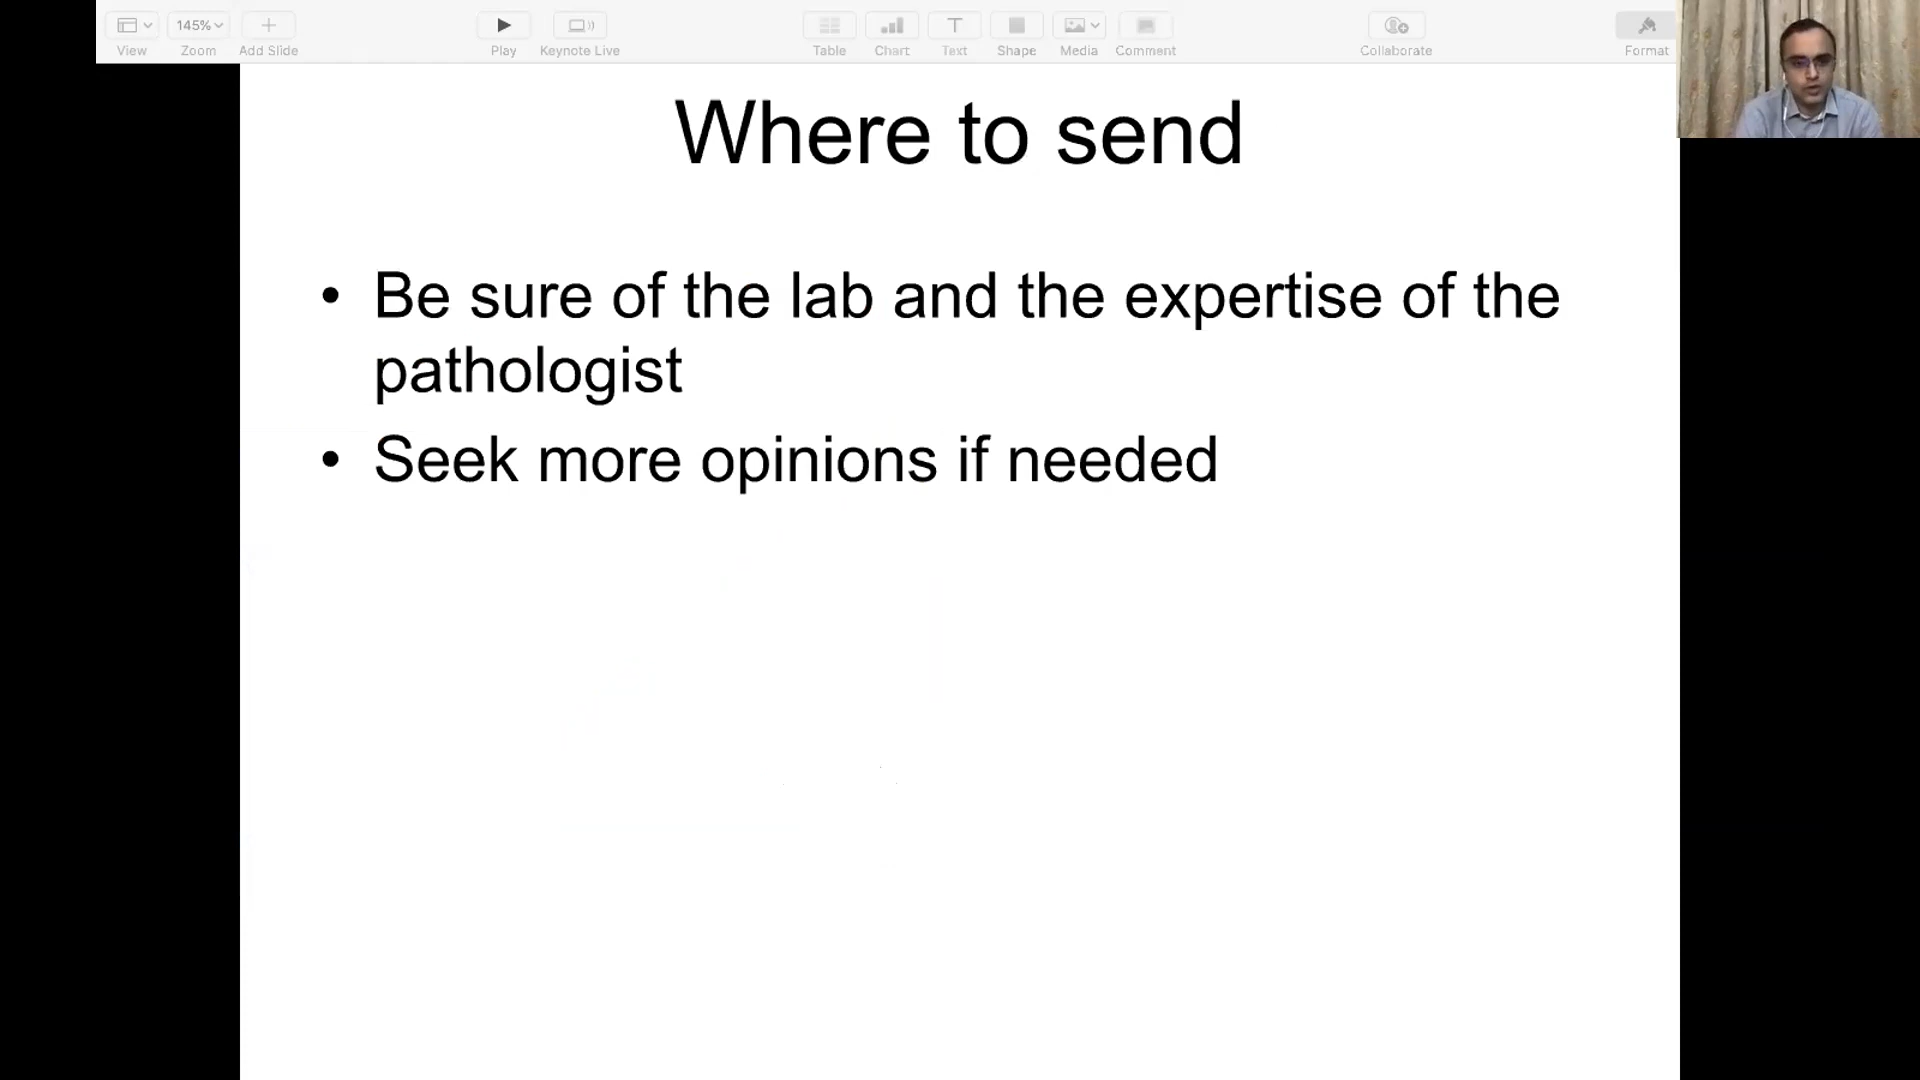 145%
View
Zoom
Add Slide
Play
Keynote Live
Table
Chart
Text
Shape
Media
Comment
Collaborate
Format
Where to send
• Be sure of the lab and the expertise of the
pathologist
• Seek more opinions if needed